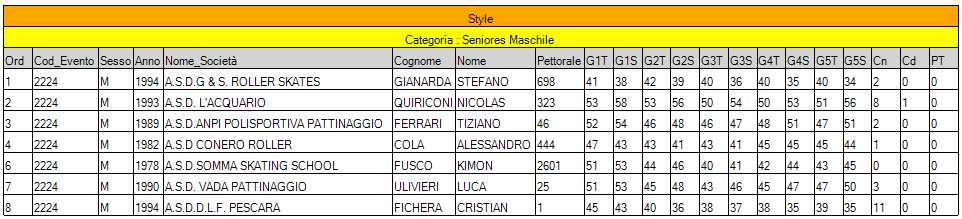 Style
Categoria : Seniores Maschile
Ord Cod_Evento Sesso Anno Nome_Società Cognome Nome Pettorale G1T G1S G2T G2S G3T G3S G4T G4S G5T G5S Cn Cd PT
1 2224 M 1994 A.S.D.G & S. ROLLER SKATES GIANARDA STEFANO 698 41 38 42 39 40 36 40 35 40 34 2 0 0
2 2224 M 1993 A.S.D. L'ACQUARIO QUIRICONI NICOLAS 323 53 58 53 56 50 54 50 53 51 56 8 1 0
3 2224 M 1989 A.S.D.ANPI POLISPORTIVA PATTINAGGIO FERRARI TIZIANO 46 52 54 46 48 46 47 48 51 47 51 2 0 0
4 2224 M 1982 A.S.D CONERO ROLLER COLA ALESSANDRO 444 47 43 43 41 43 41 45 45 45 44 1 0 0
6 2224 M 1978 A.S.D.SOMMA SKATING SCHOOL FUSCO KIMON 2601 51 53 44 46 40 41 42 44 43 45 0 0 0
7 2224 M 1990 A.S.D. VADA PATTINAGGIO ULIVIERI LUCA 25 51 53 45 48 43 46 45 47 47 50 3 0 0
8 2224 M 1994 A.S.D.D.L.F. PESCARA FICHERA CRISTIAN 1 45 43 40 36 38 37 38 35 39 35 11 0 0